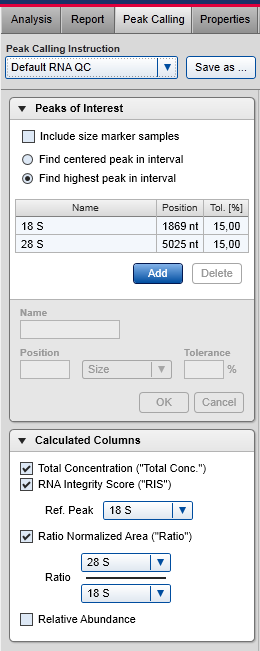 Analysis Report Peak Calling Properties
Peak Calling Instruction
Default RNA QC Save as ...
Peaks of Interest
Include size marker samples
Find centered peak in interval
Find highest peak in interval
Name Position Tol. [%]
18 S 1869 nt 15,00
28 S 5025 nt 15,00
Add Delete
Name
Position Tolerance
Size %
OK Cancel
Calculated Columns
Total Concentration ("Total Conc.")
RNA Integrity Score ("RIS")
Ref. Peak 18 S
Ratio Normalized Area ("Ratio")
28 S
Ratio
18 S
Relative Abundance